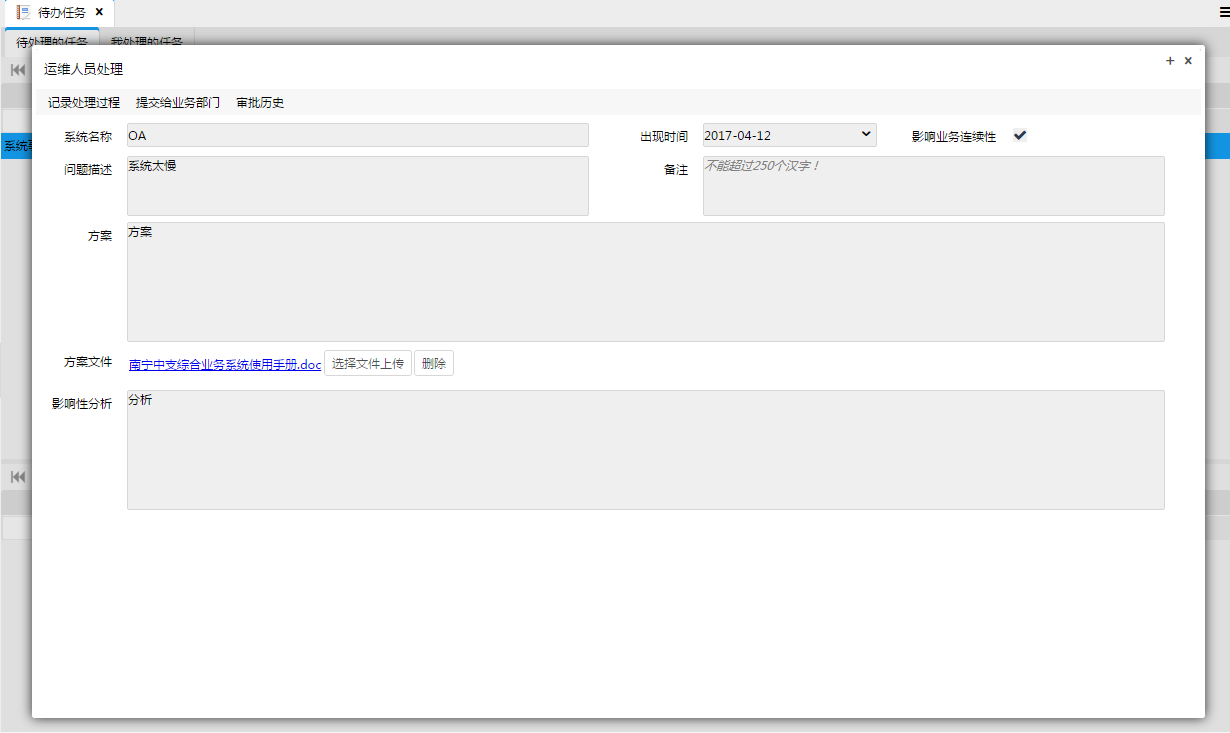 待办任务
待处理的任务 我处理的任务
运维人员处理
记录处理过程 提交给业务部门 审批历史
系统名称 OA 出现时间 2017-04-12 影响业务连续性
问题描述 系统太慢 备注 不能超过250个汉字！
方案 方案
方案文件 南宁中支综合业务系统使用手册.doc 选择文件上传 删除
影响性分析 分析
系统